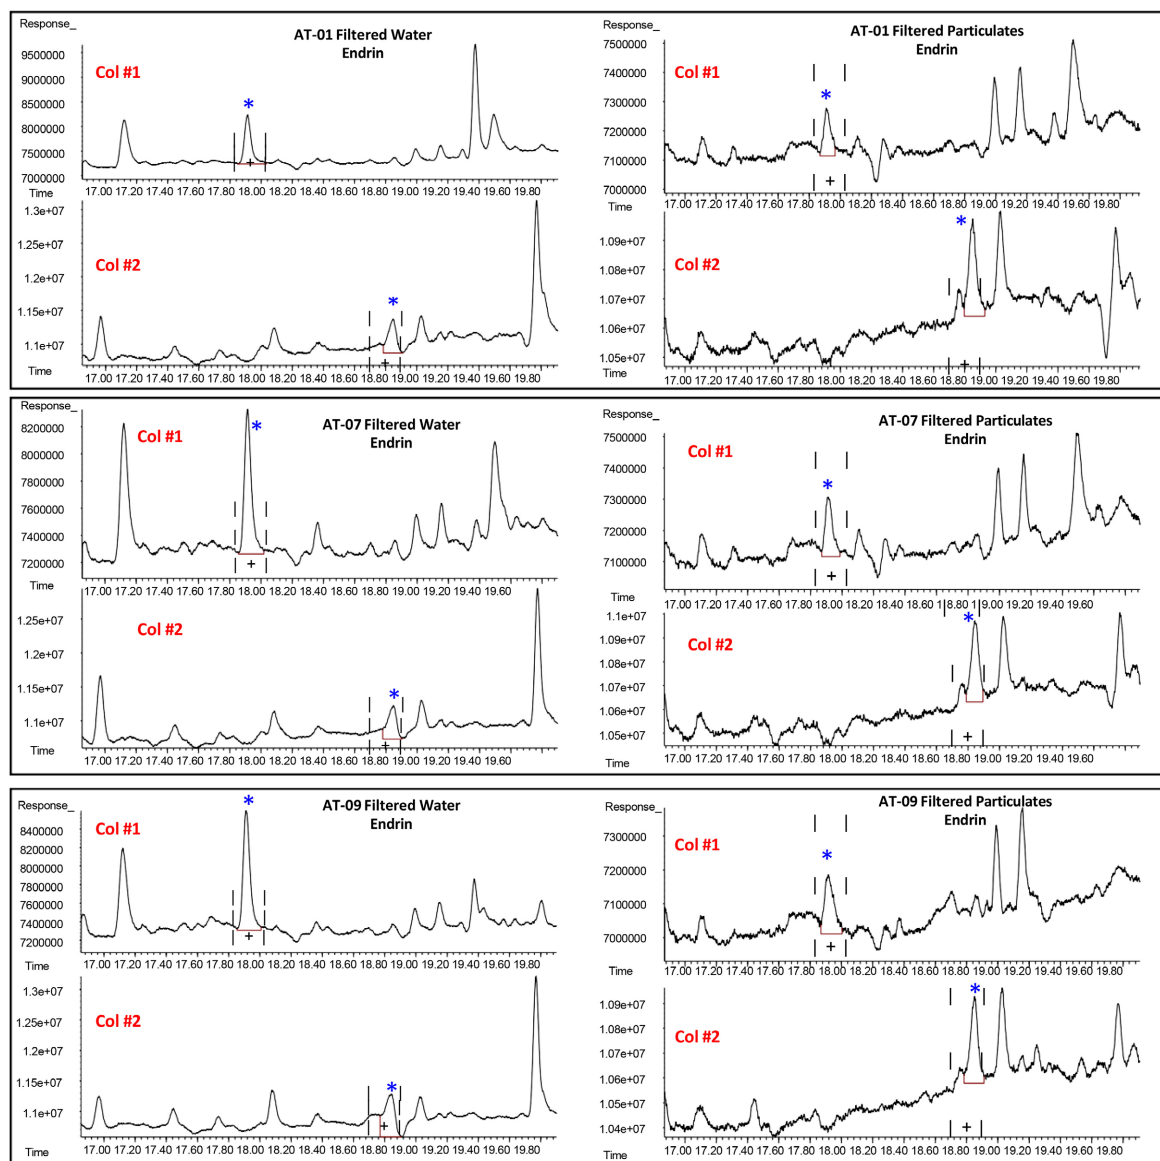 Response_
AT-01 Filtered Water
Endrin
Col #1
*
9500000
9000000
8500000
8000000
7500000
7000000
+
17.00 17.20 17.40 17.60 17.80 18.00 18.20 18.40 18.60 18.80 19.00 19.20 19.40 19.60 19.80
Time
1.3e+07
1.25e+07
1.2e+07
1.15e+07
1.1e+07
Col #2
*
+
17.00 17.20 17.40 17.60 17.80 18.00 18.20 18.40 18.60 18.80 19.00 19.20 19.40 19.60 19.80
Time
Response_
AT-01 Filtered Particulates
Endrin
Col #1
*
7500000
7400000
7300000
7200000
7100000
7000000
+
17.00 17.20 17.40 17.60 17.80 18.00 18.20 18.40 18.60 18.80 19.00 19.20 19.40 19.60 19.80
Time
1.09e+07
1.08e+07
1.07e+07
1.06e+07
1.05e+07
Col #2
*
+
17.00 17.20 17.40 17.60 17.80 18.00 18.20 18.40 18.60 18.80 19.00 19.20 19.40 19.60 19.80
Time
Response_
AT-07 Filtered Water
Endrin
Col #1
*
8200000
8000000
7800000
7600000
7400000
7200000
+
17.00 17.20 17.40 17.60 17.80 18.00 18.20 18.40 18.60 18.80 19.00 19.20 19.40 19.60 19.80
Time
1.25e+07
1.2e+07
1.15e+07
1.1e+07
Col #2
*
+
17.00 17.20 17.40 17.60 17.80 18.00 18.20 18.40 18.60 18.80 19.00 19.20 19.40 19.60 19.80
Time
AT-07 Filtered Particulates
Endrin
Response_
Col #1
*
7500000
7400000
7300000
7200000
7100000
+
17.00 17.20 17.40 17.60 17.80 18.00 18.20 18.40 18.60 18.80 19.00 19.20 19.40 19.60
Time
1.1e+07
1.09e+07
1.08e+07
1.07e+07
1.06e+07
1.05e+07
Col #2
*
+
17.00 17.20 17.40 17.60 17.80 18.00 18.20 18.40 18.60 18.80 19.00 19.20 19.40 19.60
Time
Response_
AT-09 Filtered Water
Endrin
Col #1
*
8400000
8200000
8000000
7800000
7600000
7400000
7200000
+
17.00 17.20 17.40 17.60 17.80 18.00 18.20 18.40 18.60 18.80 19.00 19.20 19.40 19.60 19.80
Time
1.3e+07
1.25e+07
1.2e+07
1.15e+07
1.1e+07
Col #2
*
+
17.00 17.20 17.40 17.60 17.80 18.00 18.20 18.40 18.60 18.80 19.00 19.20 19.40 19.60 19.80
Time
Response_
AT-09 Filtered Particulates
Endrin
Col #1
*
7300000
7200000
7100000
7000000
+
17.00 17.20 17.40 17.60 17.80 18.00 18.20 18.40 18.60 18.80 19.00 19.20 19.40 19.60 19.80
Time
1.09e+07
1.08e+07
1.07e+07
1.06e+07
1.05e+07
1.04e+07
Col #2
*
+
17.00 17.20 17.40 17.60 17.80 18.00 18.20 18.40 18.60 18.80 19.00 19.20 19.40 19.60 19.80
Time